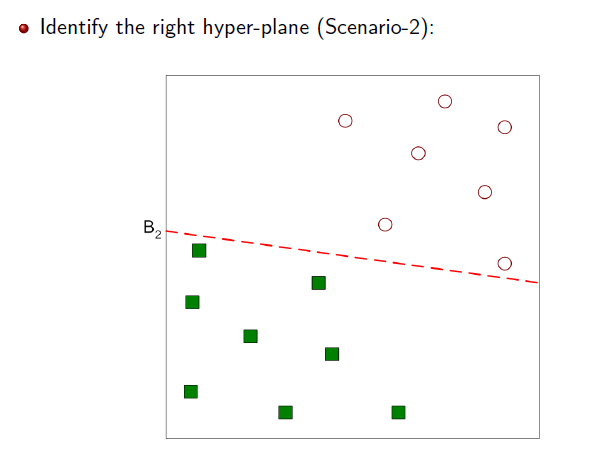 Identify the right hyper-plane (Scenario-2):
B₂